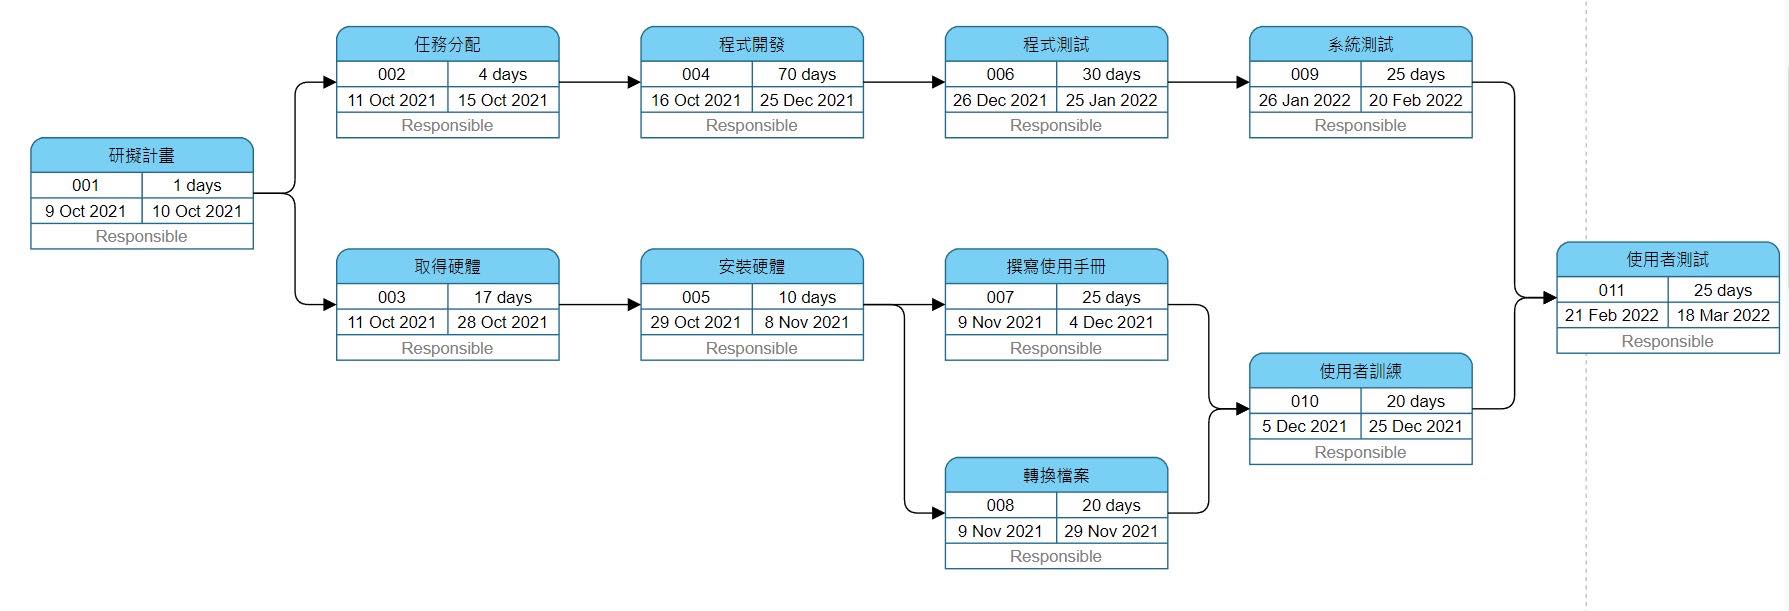 任務分配
002 4 days
11 Oct 2021 15 Oct 2021
Responsible
程式開發
004 70 days
16 Oct 2021 25 Dec 2021
Responsible
程式測試
006 30 days
26 Dec 2021 25 Jan 2022
Responsible
系統測試
009 25 days
26 Jan 2022 20 Feb 2022
Responsible
研擬計畫
001 1 days
9 Oct 2021 10 Oct 2021
Responsible
取得硬體
003 17 days
11 Oct 2021 28 Oct 2021
Responsible
安裝硬體
005 10 days
29 Oct 2021 8 Nov 2021
Responsible
撰寫使用手冊
007 25 days
9 Nov 2021 4 Dec 2021
Responsible
使用者測試
011 25 days
21 Feb 2022 18 Mar 2022
Responsible
使用者訓練
010 20 days
5 Dec 2021 25 Dec 2021
Responsible
轉換檔案
008 20 days
9 Nov 2021 29 Nov 2021
Responsible